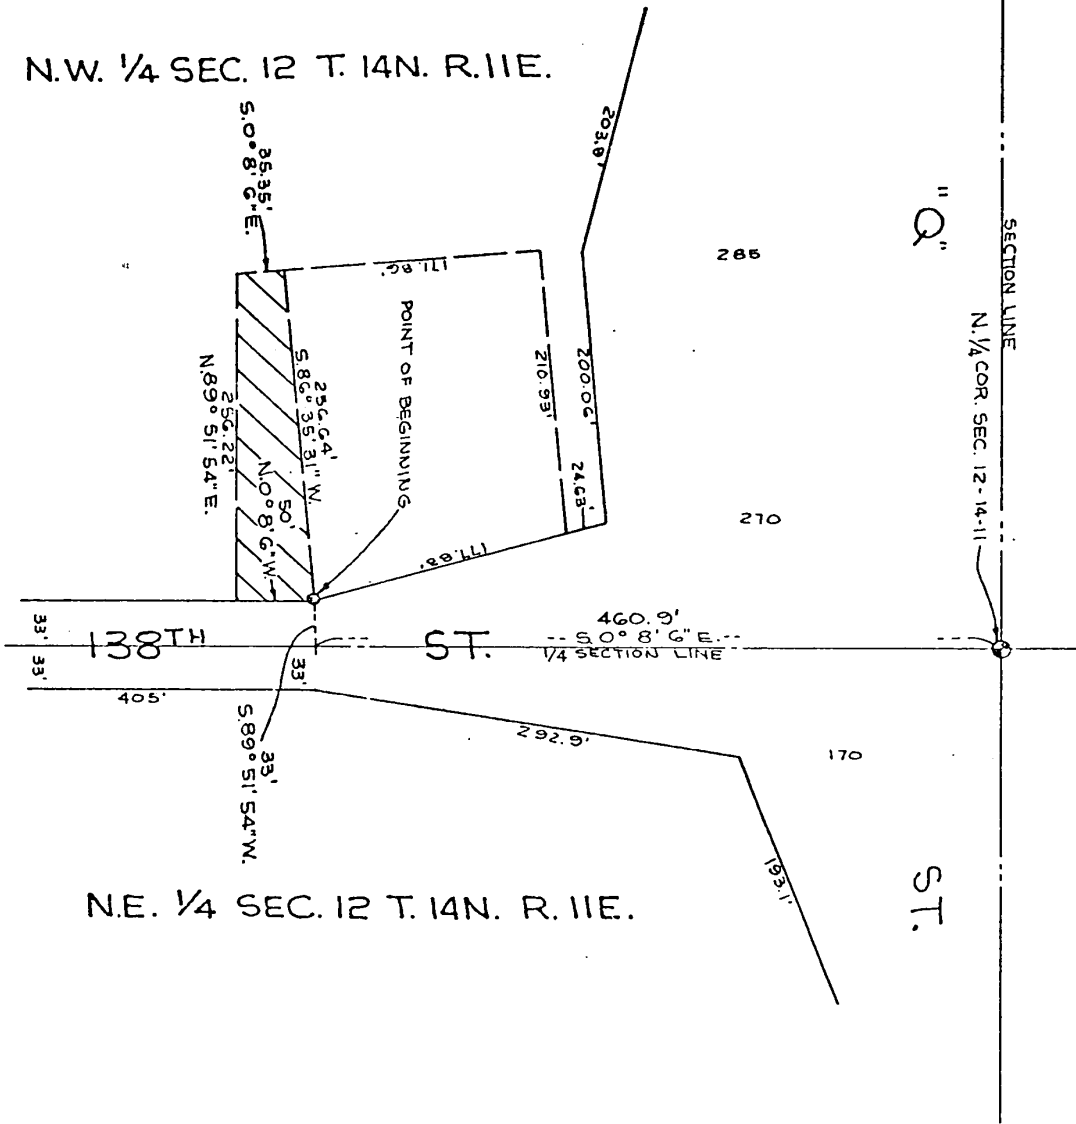 N.W. 1/4 SEC. 12 T. 14N. R. 11E.
S.0° 8' 6" E.
35.35'
203.8'
"Q"
SECTION LINE
285
171.86'
POINT OF BEGINNING
N. 1/4 COR. SEC. 12-14-11
256.64'
S.86° 35' 31" W.
210.93'
200.06'
256.22'
N.89° 51' 54" E.
50'
N.0° 8' 6" W.
24.63'
270
177.83'
460.9'
S.0° 8' 6" E.
1/4 SECTION LINE
33'
33'
138TH ST.
33'
405'
292.9'
170
33'
S.89° 51' 54" W.
193.1'
ST.
N.E. 1/4 SEC. 12 T. 14N. R. 11E.